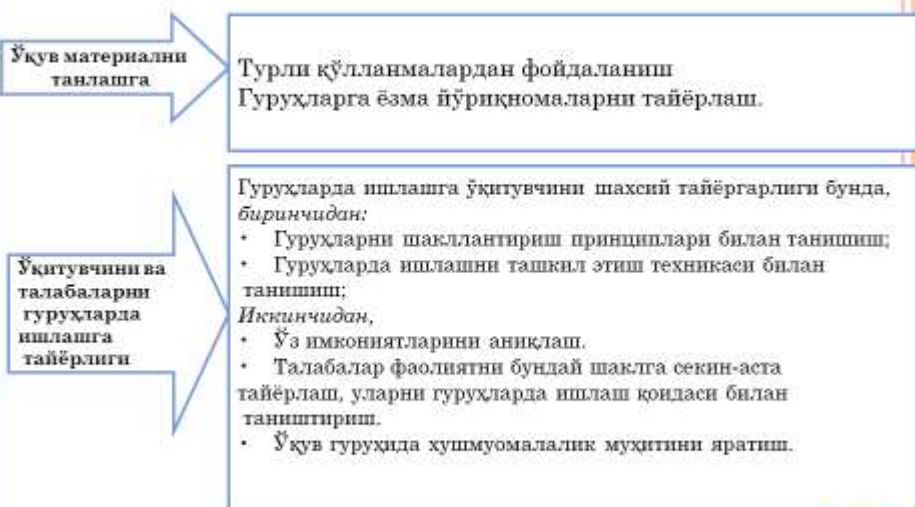 Ўқув материални
танлашга
Турли қўлланмалардан фойдаланиш
Гуруҳларга ёзма йўриқномаларни тайёрлаш.
Ўқитувчини ва
талабаларни
гуруҳларда
ишлашга
тайёрлиги
Гуруҳларда ишлашга ўқитувчини шахсий тайёргарлиги бунда,
биринчидан:
• Гуруҳларни шакллантириш принциплари билан танишиш;
• Гуруҳларда ишлашни ташкил этиш техникаси билан
танишиш;
Иккинчидан,
• Ўз имкониятларини аниқлаш.
• Талабалар фаолиятни бундай шаклга секин-аста
тайёрлаш, уларни гуруҳларда ишлаш қоидаси билан
таништириш.
• Ўқув гуруҳида хушмуомалалик муҳитини яратиш.